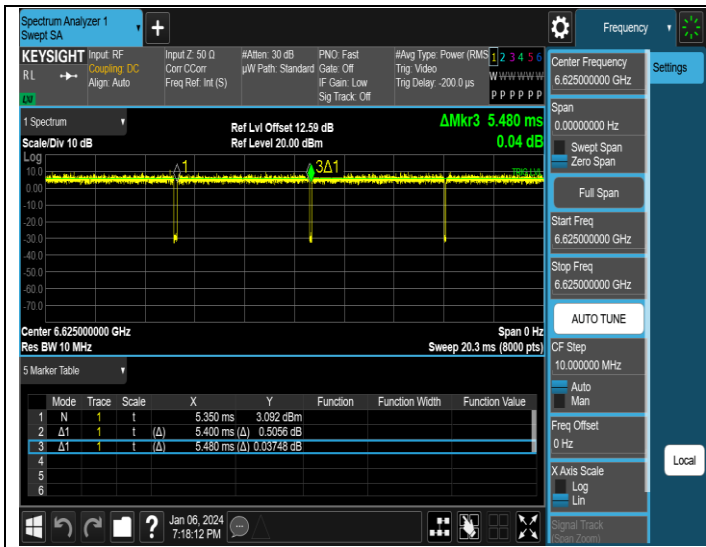 Spectrum Analyzer 1
Swept SA
Frequency
KEYSIGHT Input: RF Input Z: 50 Ω #Atten: 30 dB PNO: Fast #Avg Type: Power (RMS 1 2 3 4 5 6
RL Coupling: DC Corr CCorr µW Path: Standard Gate: Off Trig: Video W W W W W W
Align: Auto Freq Ref: Int (S) IF Gain: Low Trig Delay: -200.0 µs
Sig Track: Off P P P P P P
LXI
1 Spectrum
Scale/Div 10 dB
Ref Lvl Offset 12.59 dB
Ref Level 20.00 dBm
ΔMkr3 5.480 ms
0.04 dB
Log
10.0
0.00
-10.0
-20.0
-30.0
-40.0
-50.0
-60.0
-70.0
1
3Δ1
TRIG LVL
Center 6.625000000 GHz
Res BW 10 MHz
Span 0 Hz
Sweep 20.3 ms (8000 pts)
5 Marker Table
Mode Trace Scale X Y Function Function Width Function Value
1 N 1 t 5.350 ms 3.092 dBm
2 Δ1 1 t (Δ) 5.400 ms (Δ) 0.5056 dB
3 Δ1 1 t (Δ) 5.480 ms (Δ) 0.03748 dB
4
5
6
Jan 06, 2024
7:18:12 PM
Center Frequency
6.625000000 GHz
Span
0.00000000 Hz
Swept Span
Zero Span
Full Span
Start Freq
6.625000000 GHz
Stop Freq
6.625000000 GHz
AUTO TUNE
CF Step
10.000000 MHz
Auto
Man
Freq Offset
0 Hz
X Axis Scale
Log
Lin
Signal Track
(Span Zoom)
Settings
Local